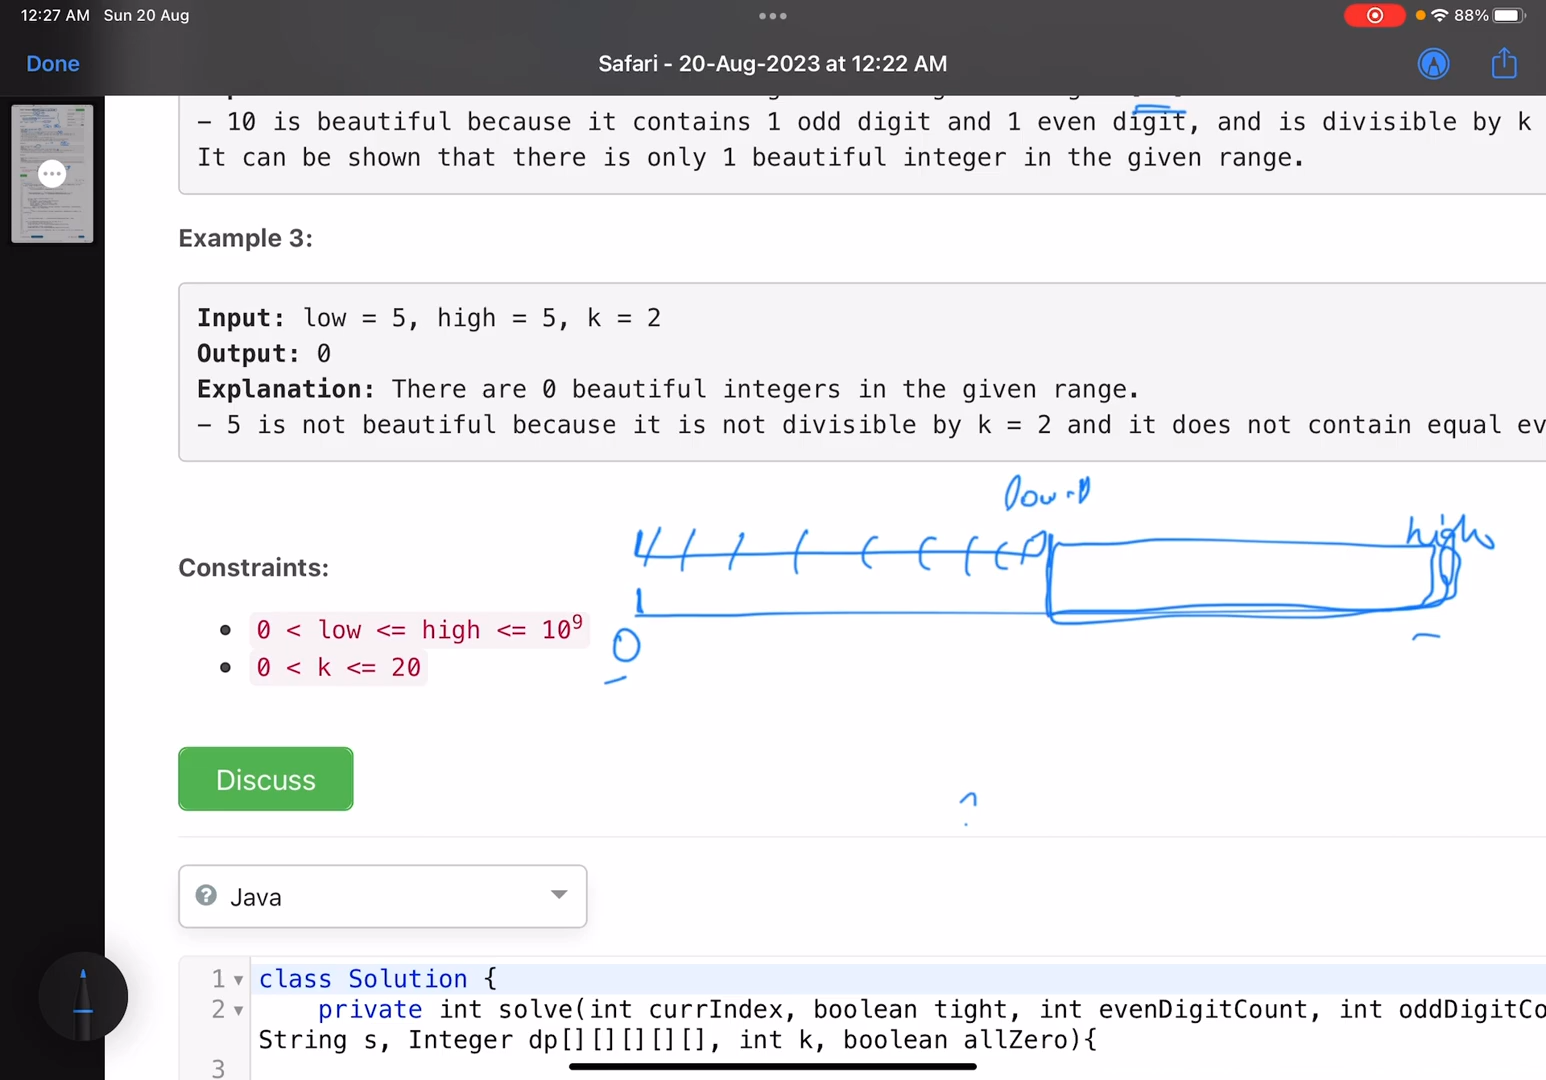 12:27 AM Sun 20 Aug
88%
Done
Safari - 20-Aug-2023 at 12:22 AM
- 10 is beautiful because it contains 1 odd digit and 1 even digit, and is divisible by k
It can be shown that there is only 1 beautiful integer in the given range.
Example 3:
Input: low = 5, high = 5, k = 2
Output: 0
Explanation: There are 0 beautiful integers in the given range.
- 5 is not beautiful because it is not divisible by k = 2 and it does not contain equal ev
low-1
high
Constraints:
0 < low <= high <= 10⁹
0
0 < k <= 20
Discuss
?
? Java
1 class Solution {
2 private int solve(int currIndex, boolean tight, int evenDigitCount, int oddDigitCo
String s, Integer dp[][][][][], int k, boolean allZero){
3